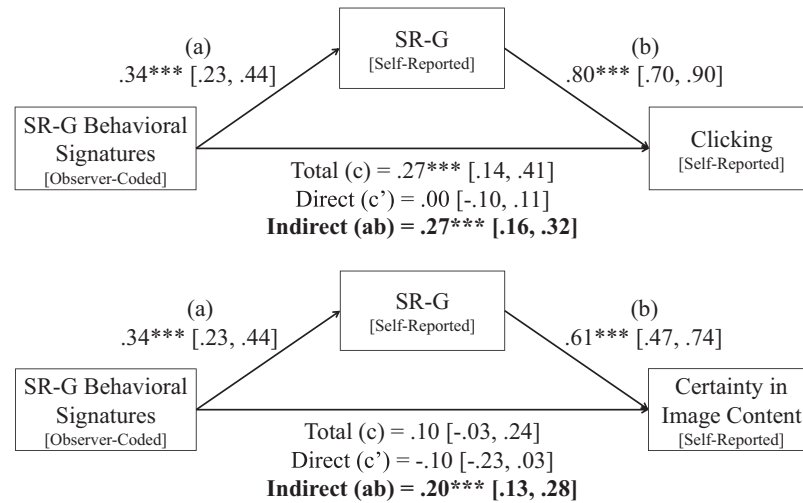 (a)
SR-G
[Self-Reported]
(b)
.34*** [.23, .44]
.80*** [.70, .90]
SR-G Behavioral
Signatures
[Observer-Coded]
Clicking
[Self-Reported]
Total (c) = .27*** [.14, .41]
Direct (c’) = .00 [-.10, .11]
Indirect (ab) = .27*** [.16, .32]
(a)
SR-G
[Self-Reported]
(b)
.34*** [.23, .44]
.61*** [.47, .74]
SR-G Behavioral
Signatures
[Observer-Coded]
Certainty in
Image Content
[Self-Reported]
Total (c) = .10 [-.03, .24]
Direct (c’) = -.10 [-.23, .03]
Indirect (ab) = .20*** [.13, .28]